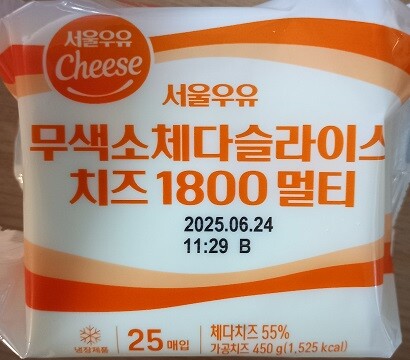 서울우유
Cheese
서울우유
무색소체다슬라이스
치즈 1800 멀티
2025.06.24
11:29 B
냉장제품
25 매입
체다치즈 55%
가공치즈 450 g(1,525 kcal)